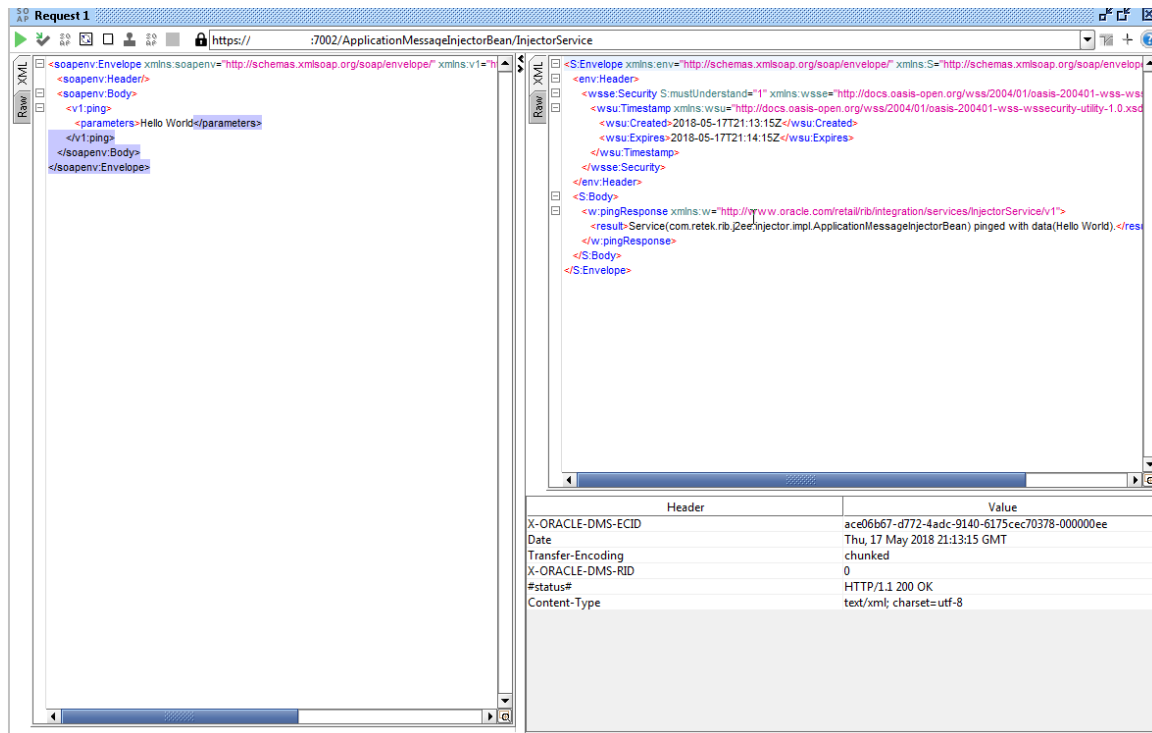 SO AP Request 1
https:// :7002/ApplicationMessageInjectorBean/InjectorService
XML
Raw
<soapenv:Envelope xmlns:soapenv="http://schemas.xmlsoap.org/soap/envelope/" xmlns:v1="h
<soapenv:Header/>
<soapenv:Body>
<v1:ping>
<parameters>Hello World</parameters>
</v1:ping>
</soapenv:Body>
</soapenv:Envelope>
XML
Raw
<S:Envelope xmlns:env="http://schemas.xmlsoap.org/soap/envelope/" xmlns:S="http://schemas.xmlsoap.org/soap/envelope
<env:Header>
<wsse:Security S:mustUnderstand="1" xmlns:wsse="http://docs.oasis-open.org/wss/2004/01/oasis-200401-wss-wss
<wsu:Timestamp xmlns:wsu="http://docs.oasis-open.org/wss/2004/01/oasis-200401-wss-wssecurity-utility-1.0.xsd
<wsu:Created>2018-05-17T21:13:15Z</wsu:Created>
<wsu:Expires>2018-05-17T21:14:15Z</wsu:Expires>
</wsu:Timestamp>
</wsse:Security>
</env:Header>
<S:Body>
<w:pingResponse xmlns:w="http://www.oracle.com/retail/rib/integration/services/InjectorService/v1">
<result>Service(com.retek.rib.j2ee.injector.impl.ApplicationMessageInjectorBean) pinged with data(Hello World).</res
</w:pingResponse>
</S:Body>
</S:Envelope>
Header Value
X-ORACLE-DMS-ECID ace06b67-d772-4adc-9140-6175cec70378-000000ee
Date Thu, 17 May 2018 21:13:15 GMT
Transfer-Encoding chunked
X-ORACLE-DMS-RID 0
#status# HTTP/1.1 200 OK
Content-Type text/xml; charset=utf-8